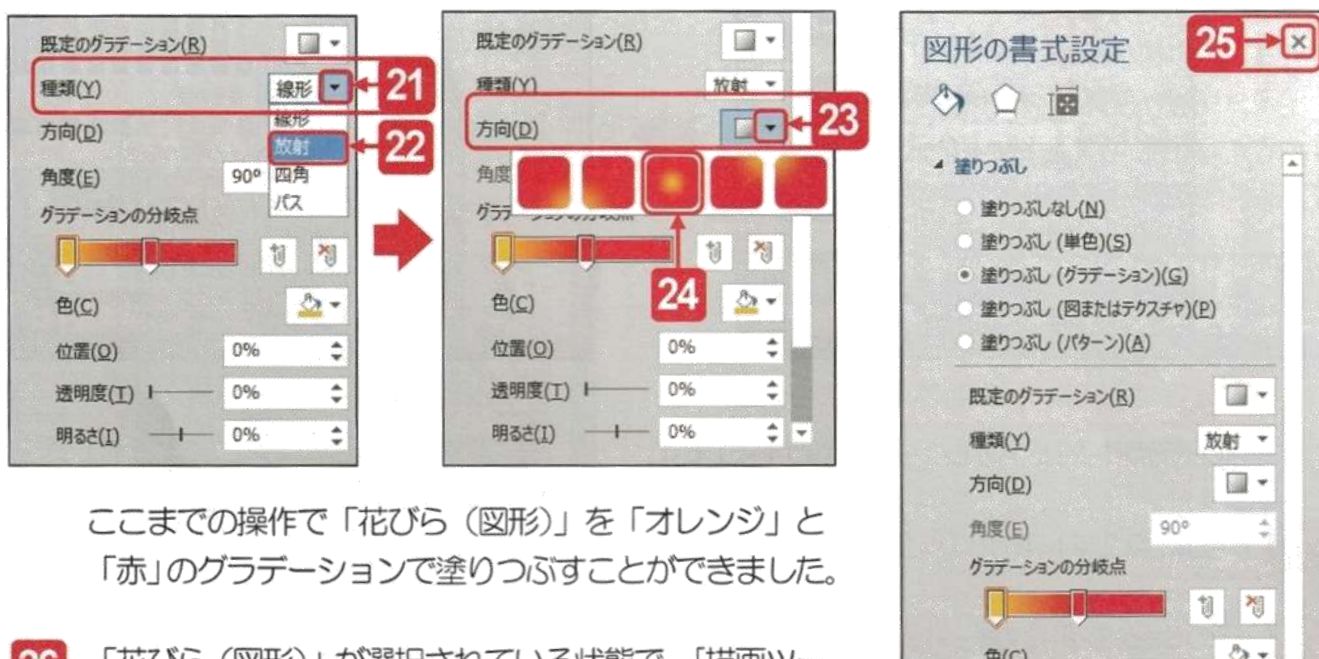 既定のグラデーション(R)
種類(Y)
線形
21
線形
方向(D)
放射
22
角度(E)
90°
四角
パス
グラデーションの分岐点
色(C)
位置(O)
0%
透明度(T)
0%
明るさ(I)
0%
既定のグラデーション(R)
種類(Y)
放射
方向(D)
23
角度
24
色(C)
位置(O)
0%
透明度(T)
0%
明るさ(I)
0%
図形の書式設定
25
塗りつぶし
塗りつぶしなし(N)
塗りつぶし (単色)(S)
塗りつぶし (グラデーション)(G)
塗りつぶし (図またはテクスチャ)(P)
塗りつぶし (パターン)(A)
既定のグラデーション(R)
種類(Y)
放射
方向(D)
角度(E)
90°
グラデーションの分岐点
色(C)
ここまでの操作で「花びら（図形）」を「オレンジ」と
「赤」のグラデーションで塗りつぶすことができました。
26 「花びら（図形）」が選択されている状態で、「描画ツ